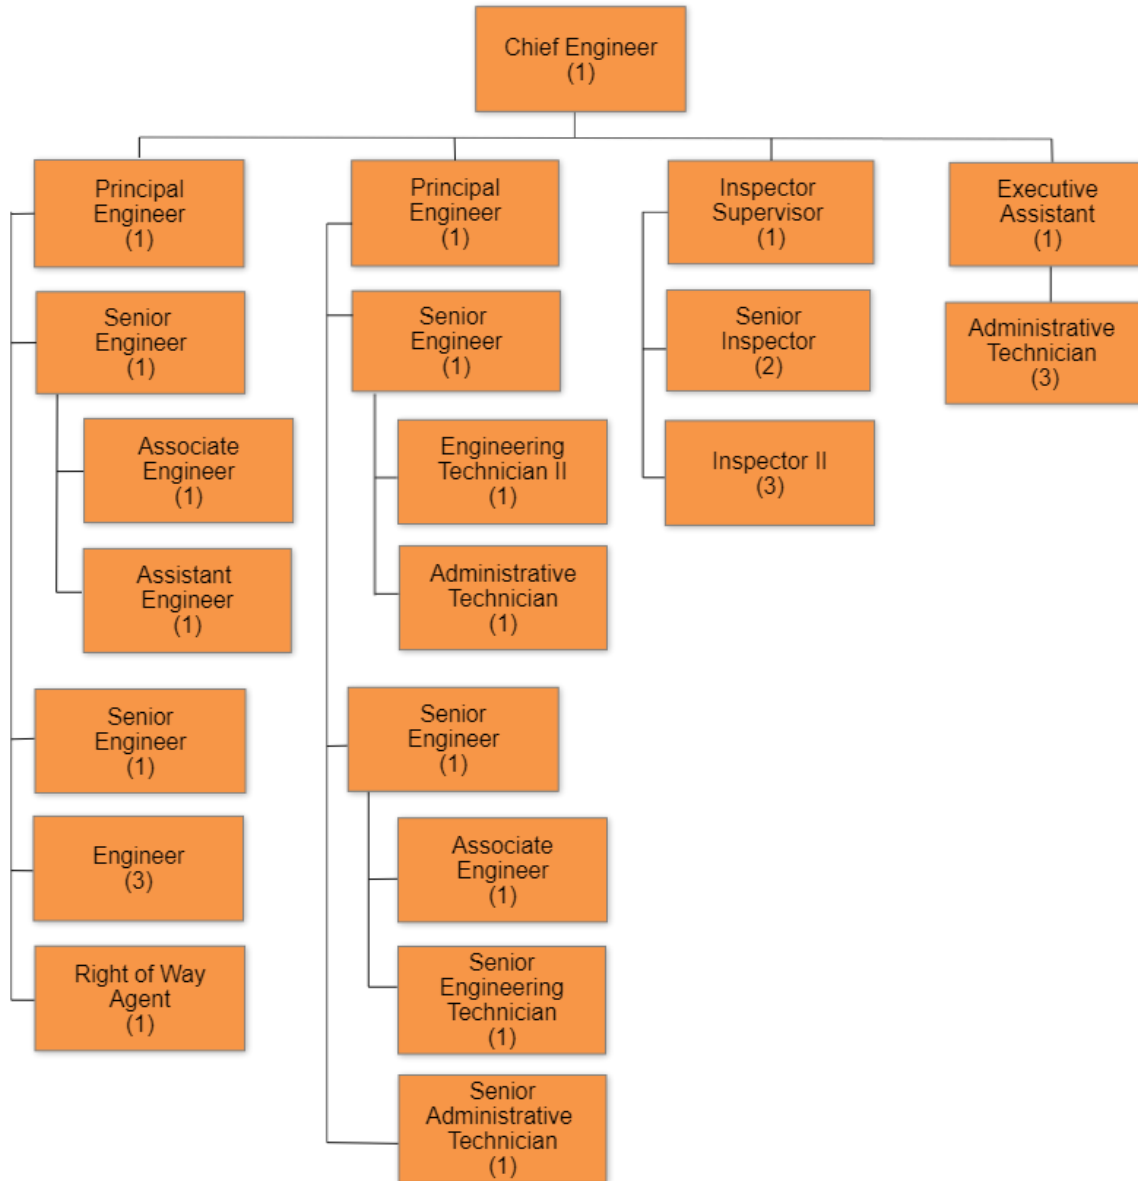 Chief Engineer
(1)
Principal
Engineer
(1)
Senior
Engineer
(1)
Associate
Engineer
(1)
Assistant
Engineer
(1)
Senior
Engineer
(1)
Engineer
(3)
Right of Way
Agent
(1)
Principal
Engineer
(1)
Senior
Engineer
(1)
Engineering
Technician II
(1)
Administrative
Technician
(1)
Senior
Engineer
(1)
Associate
Engineer
(1)
Senior
Engineering
Technician
(1)
Senior
Administrative
Technician
(1)
Inspector
Supervisor
(1)
Senior
Inspector
(2)
Inspector II
(3)
Executive
Assistant
(1)
Administrative
Technician
(3)